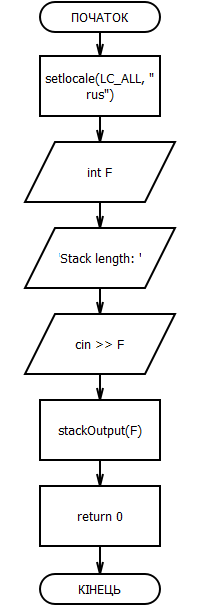 ПОЧАТОК
setlocale(LC_ALL, "
rus")
int F
'Stack length: '
cin >> F
stackOutput(F)
return 0
КІНЕЦЬ